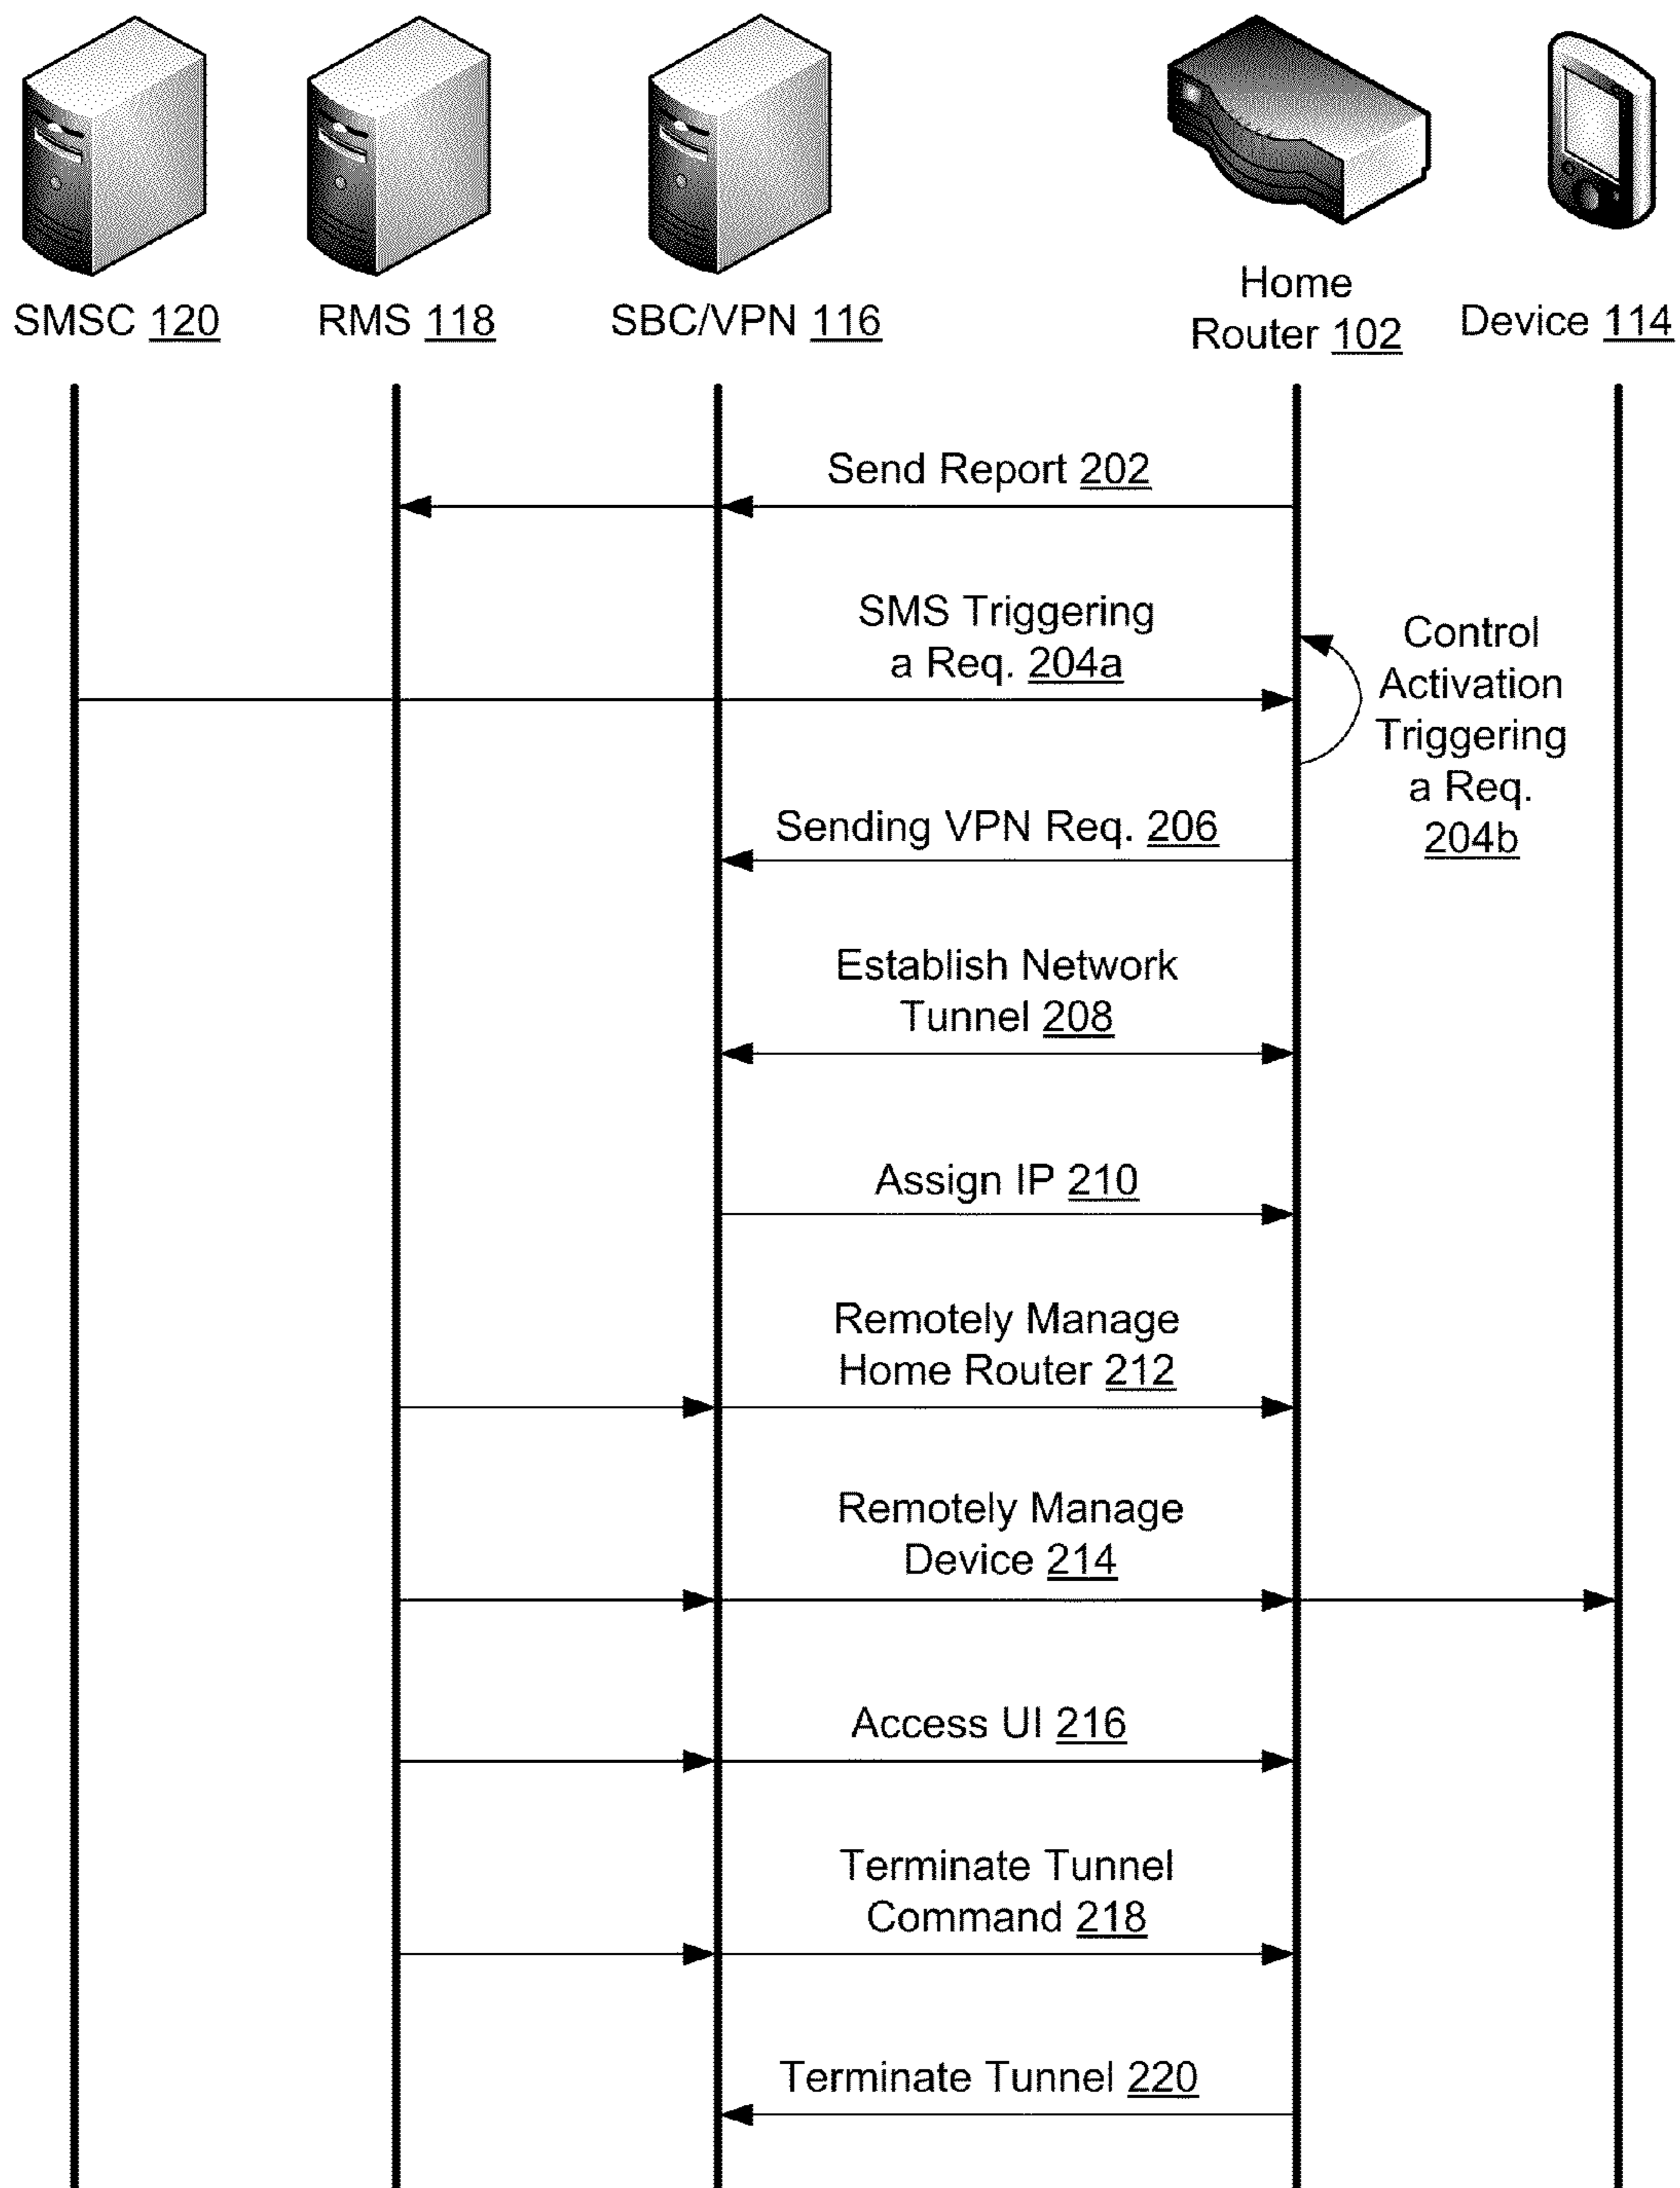 SMSC 120
RMS 118
SBC/VPN 116
Home
Router 102
Device 114
Send Report 202
SMS Triggering
a Req. 204a
Control
Activation
Triggering
a Req.
204b
Sending VPN Req. 206
Establish Network
Tunnel 208
Assign IP 210
Remotely Manage
Home Router 212
Remotely Manage
Device 214
Access UI 216
Terminate Tunnel
Command 218
Terminate Tunnel 220